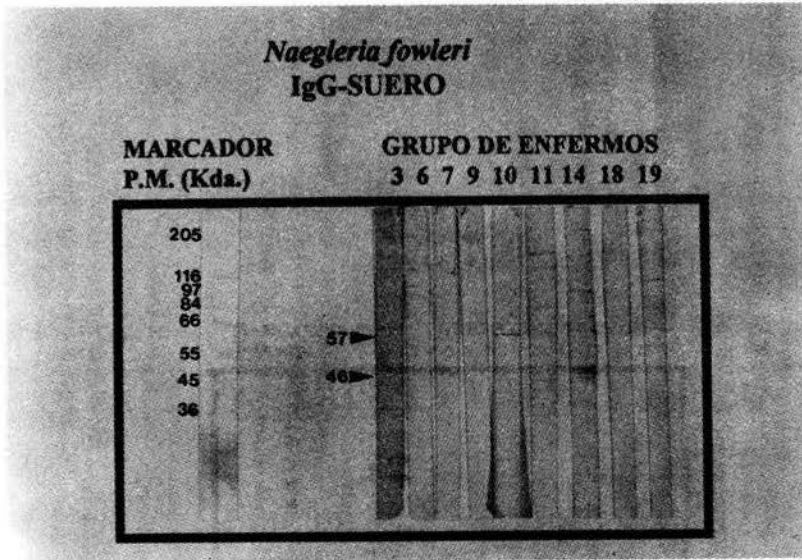 Naegleria fowleri
IgG-SUERO
MARCADOR
P.M. (Kda.)
GRUPO DE ENFERMOS
3 6 7 9 10 11 14 18 19
205
116
97
84
66
57
55
46
45
36